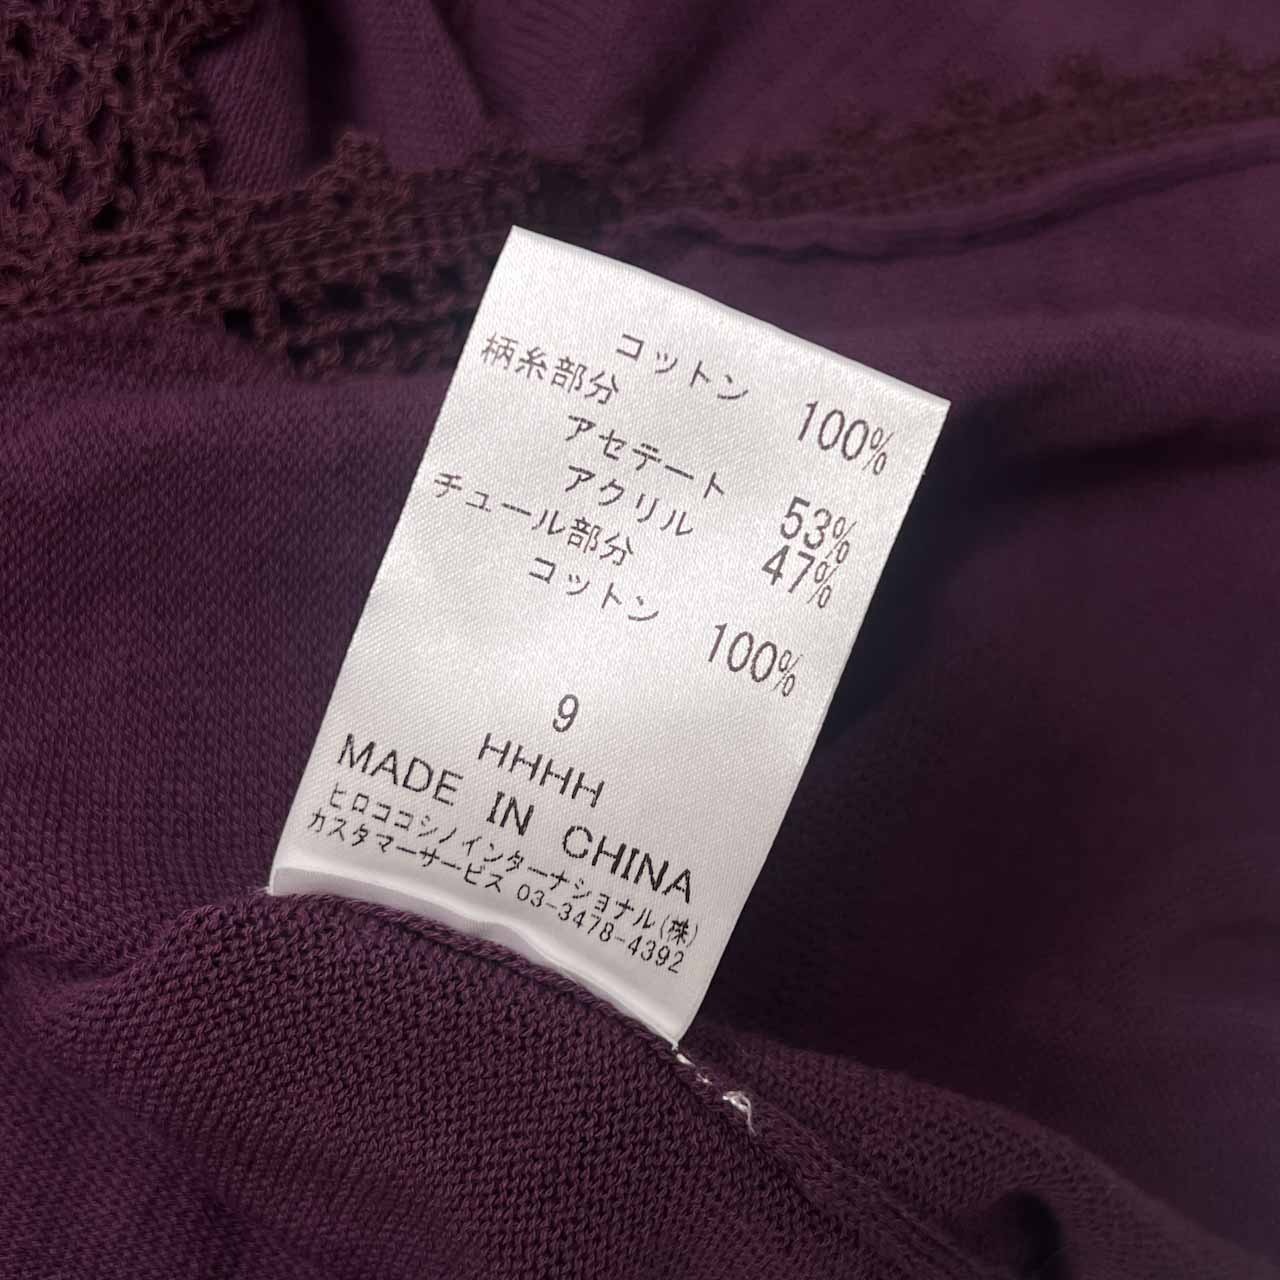 コットン 100%
柄糸部分
アセテート 53%
アクリル 47%
チュール部分
コットン 100%
9
HHHH
MADE IN CHINA
ヒロココシノインターナショナル(株)
カスタマーサービス 03-3478-4392